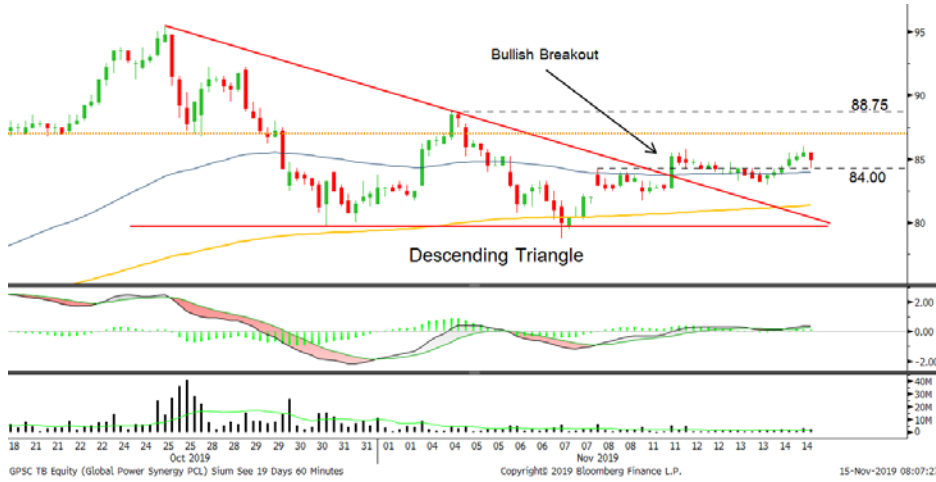 95
Bullish Breakout
90
88.75
85
84.00
80
Descending Triangle
2.00
0.00
-2.00
40M
30M
20M
10M
0
18 21 21 22 23 24 24 25 25 28 28 29 29 30 31 31 01 01 04 04 05 05 06 07 07 08 08 11 11 12 12 13 13 14 14
Oct 2019 Nov 2019
GPSC TB Equity (Global Power Synergy PCL) Sium See 19 Days 60 Minutes Copyright© 2019 Bloomberg Finance L.P. 15-Nov-2019 08:07:2